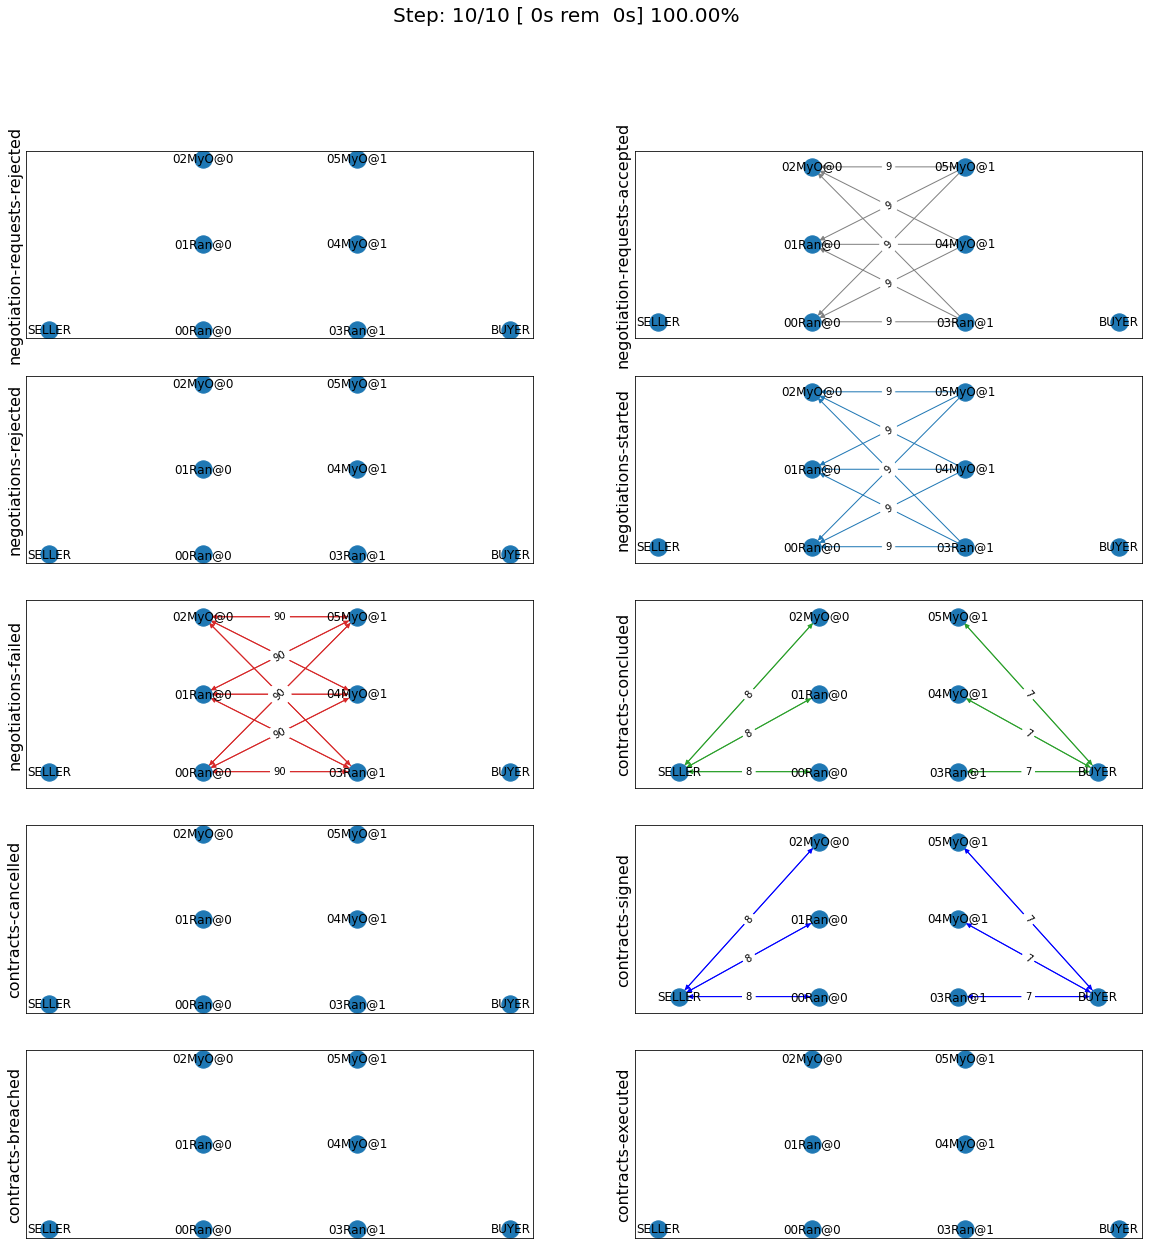 Step: 10/10 [ 0s rem  0s] 100.00%
negotiation-requests-rejected
02MyO@0 05MyO@1
01Ran@0 04MyO@1
SELLER 00Ran@0 03Ran@1 BUYER
negotiation-requests-accepted
02MyO@0 9 05MyO@1
9
01Ran@0 9 04MyO@1
9
SELLER 00Ran@0 9 03Ran@1 BUYER
negotiations-rejected
02MyO@0 05MyO@1
01Ran@0 04MyO@1
SELLER 00Ran@0 03Ran@1 BUYER
negotiations-started
02MyO@0 9 05MyO@1
9
01Ran@0 9 04MyO@1
9
SELLER 00Ran@0 9 03Ran@1 BUYER
negotiations-failed
02MyO@0 90 05MyO@1
90
01Ran@0 90 04MyO@1
90
SELLER 00Ran@0 90 03Ran@1 BUYER
contracts-concluded
02MyO@0 05MyO@1
8 01Ran@0 04MyO@1 7
8 7
SELLER 8 00Ran@0 03Ran@1 7 BUYER
contracts-cancelled
02MyO@0 05MyO@1
01Ran@0 04MyO@1
SELLER 00Ran@0 03Ran@1 BUYER
contracts-signed
02MyO@0 05MyO@1
8 01Ran@0 04MyO@1 7
8 7
SELLER 8 00Ran@0 03Ran@1 7 BUYER
contracts-breached
02MyO@0 05MyO@1
01Ran@0 04MyO@1
SELLER 00Ran@0 03Ran@1 BUYER
contracts-executed
02MyO@0 05MyO@1
01Ran@0 04MyO@1
SELLER 00Ran@0 03Ran@1 BUYER